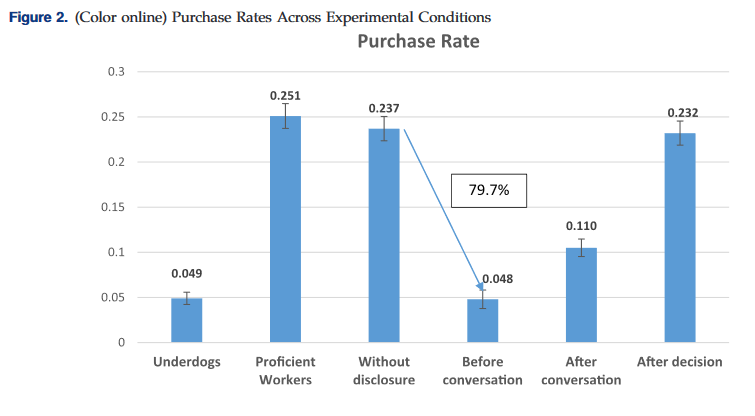 Figure 2. (Color online) Purchase Rates Across Experimental Conditions
Purchase Rate
0.3
0.25
0.2
0.15
0.1
0.05
0
0.049
0.251
0.237
0.048
0.110
0.232
79.7%
Underdogs
Proficient
Workers
Without
disclosure
Before
conversation
After
conversation
After decision